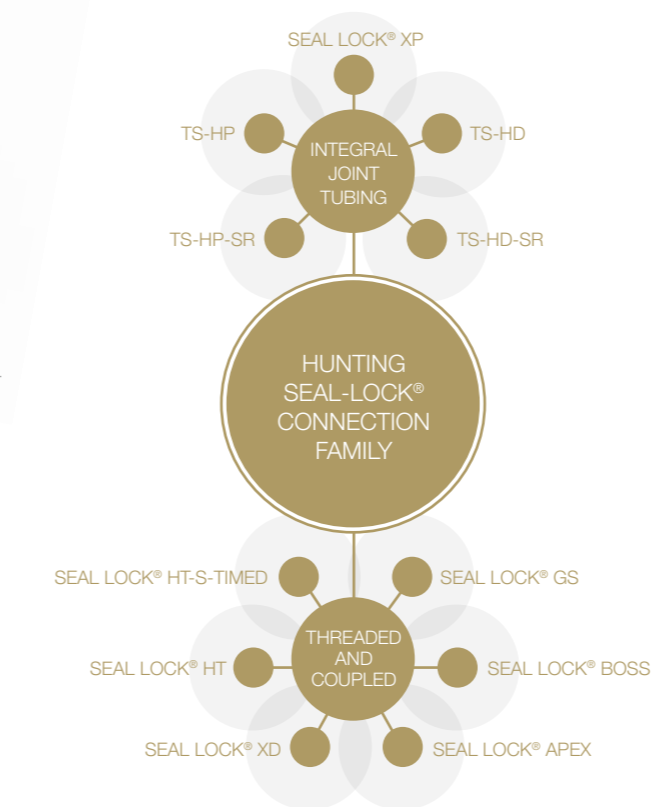 SEAL LOCK® XP
TS-HP
TS-HD
INTEGRAL
JOINT
TUBING
TS-HP-SR
TS-HD-SR
HUNTING
SEAL-LOCK®
CONNECTION
FAMILY
SEAL LOCK® HT-S-TIMED
SEAL LOCK® GS
THREADED
AND
COUPLED
SEAL LOCK® HT
SEAL LOCK® BOSS
SEAL LOCK® XD
SEAL LOCK® APEX